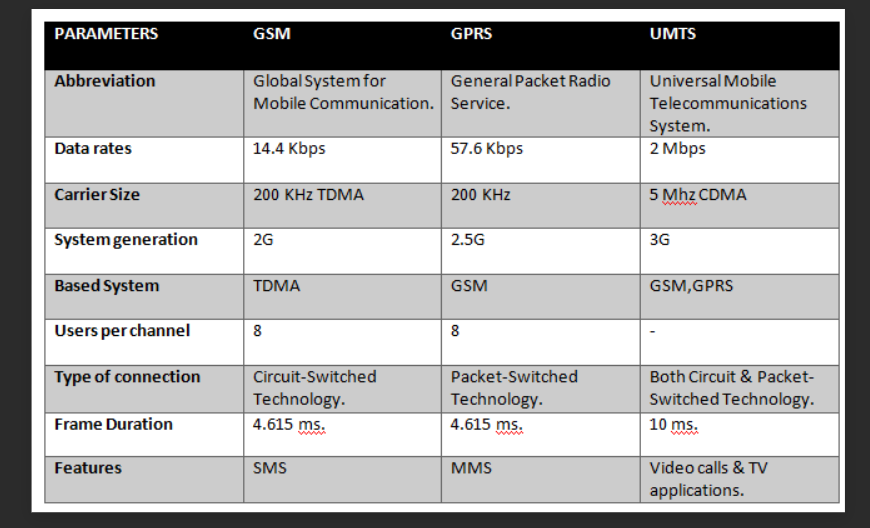 PARAMETERS GSM GPRS UMTS
Abbreviation Global System for General Packet Radio Universal Mobile
Mobile Communication. Service. Telecommunications
System.
Data rates 14.4 Kbps 57.6 Kbps 2 Mbps
Carrier Size 200 KHz TDMA 200 KHz 5 Mhz CDMA
System generation 2G 2.5G 3G
Based System TDMA GSM GSM,GPRS
Users per channel 8 8 -
Type of connection Circuit-Switched Packet-Switched Both Circuit & Packet-
Technology. Technology. Switched Technology.
Frame Duration 4.615 ms. 4.615 ms. 10 ms.
Features SMS MMS Video calls & TV
applications.